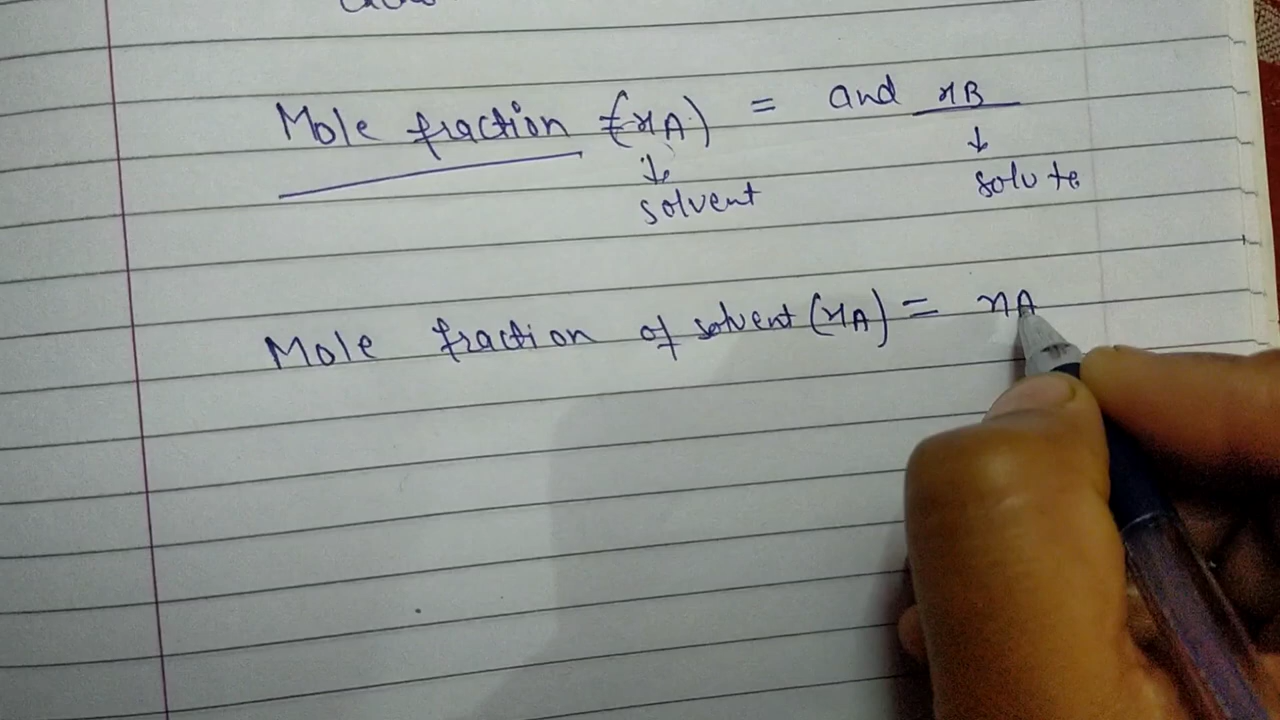 Mole fraction (xA) = and xB
↓ ↓
solvent solute
Mole fraction of solvent (xA) = nA